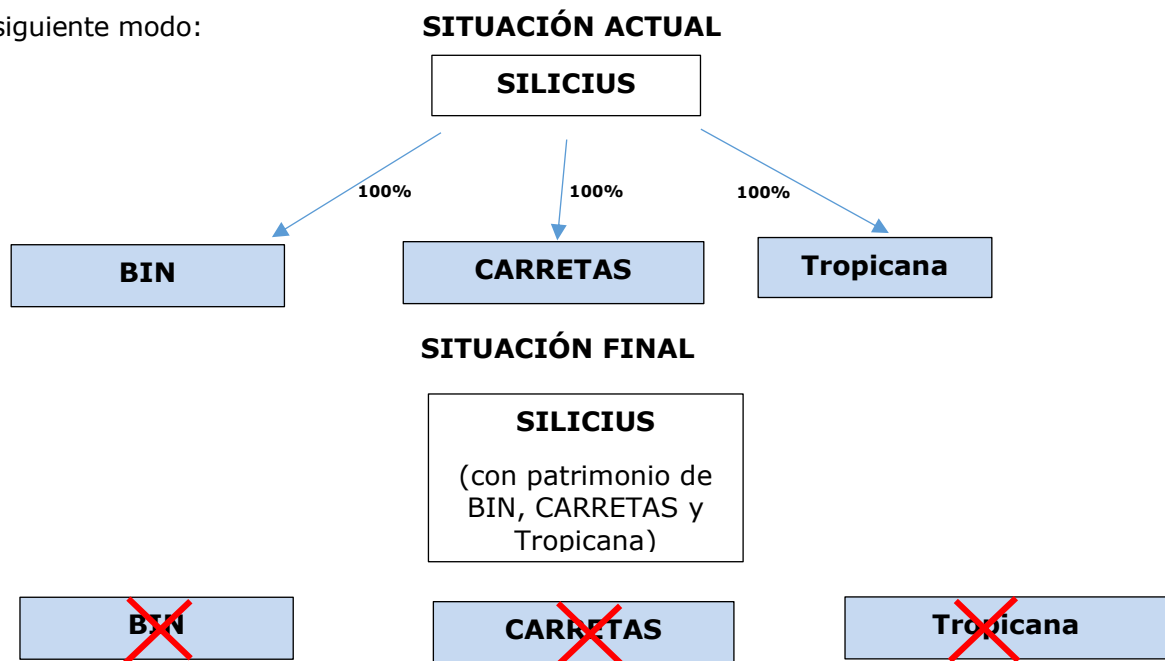 siguiente modo:
SITUACIÓN ACTUAL
SILICIUS
100%
100%
100%
BIN
CARRETAS
Tropicana
SITUACIÓN FINAL
SILICIUS
(con patrimonio de
BIN, CARRETAS y
Tropicana)
BIN
CARRETAS
Tropicana